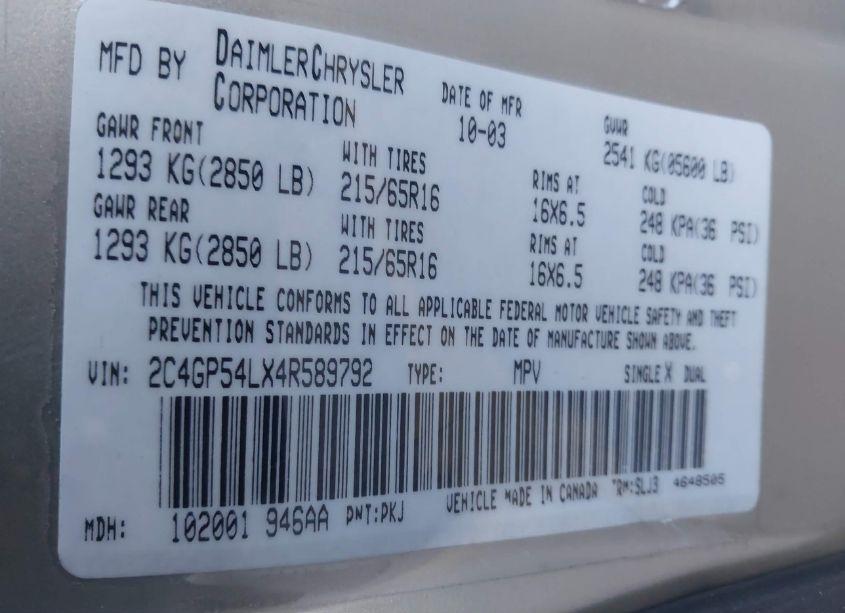 MFD BY DAIMLERCHRYSLER CORPORATION
DATE OF MFR 10-03
GVWR 2541 KG(05600 LB)
GAWR FRONT
1293 KG(2850 LB)
WITH TIRES
215/65R16
RIMS AT
16X6.5
COLD
248 KPA(36 PSI)
GAWR REAR
1293 KG(2850 LB)
WITH TIRES
215/65R16
RIMS AT
16X6.5
COLD
248 KPA(36 PSI)
THIS VEHICLE CONFORMS TO ALL APPLICABLE FEDERAL MOTOR VEHICLE SAFETY AND THEFT
PREVENTION STANDARDS IN EFFECT ON THE DATE OF MANUFACTURE SHOWN ABOVE.
VIN: 2C4GP54LX4R589792 TYPE: MPV SINGLE X DUAL
MDH: 102001 946AA PNT:PKJ VEHICLE MADE IN CANADA TRM:SLJ3 4648505